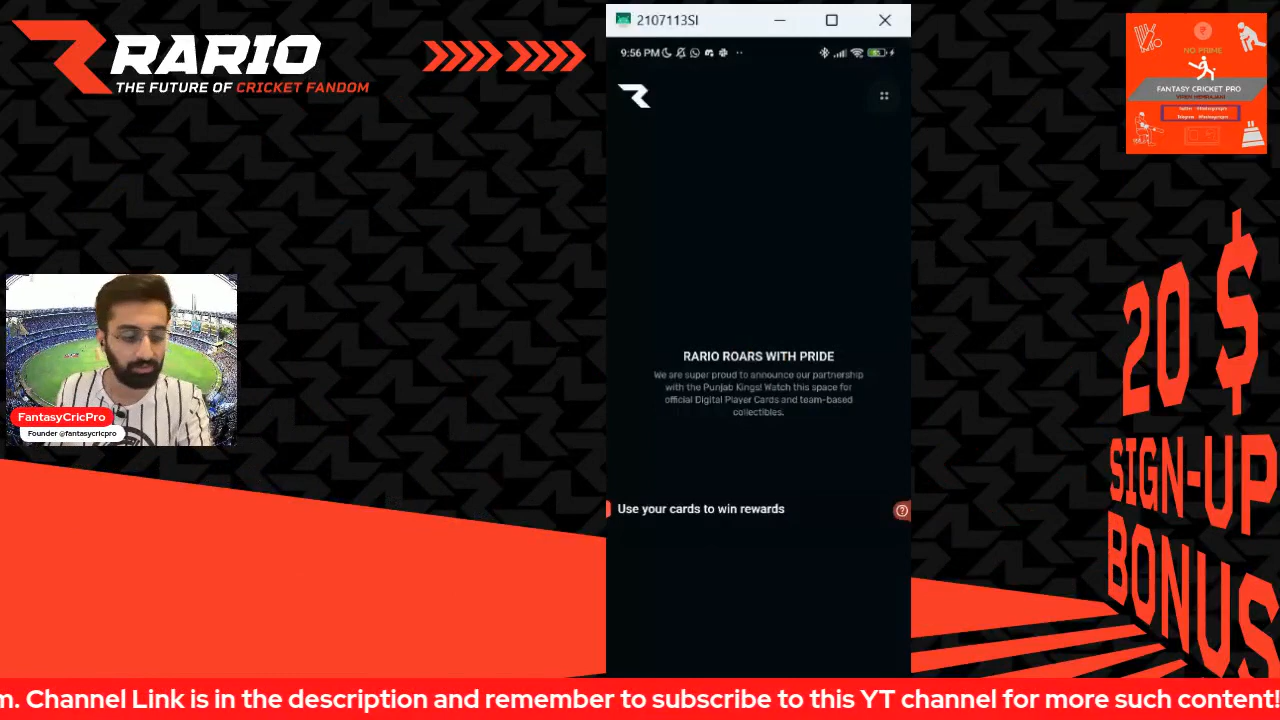 RARIO
THE FUTURE OF CRICKET FANDOM
2107113SI
9:56 PM
NO PRIME
FANTASY CRICKET PRO
RARIO ROARS WITH PRIDE
We are super proud to announce our partnership
with the Punjab Kings! Watch this space for
official Digital Player Cards and team-based
collectibles.
Use your cards to win rewards
FantasyCricPro
Founder @fantasycricpro
20 $
SIGN-UP
BONUS
m. Channel Link is in the description and remember to subscribe to this YT channel for more such content!